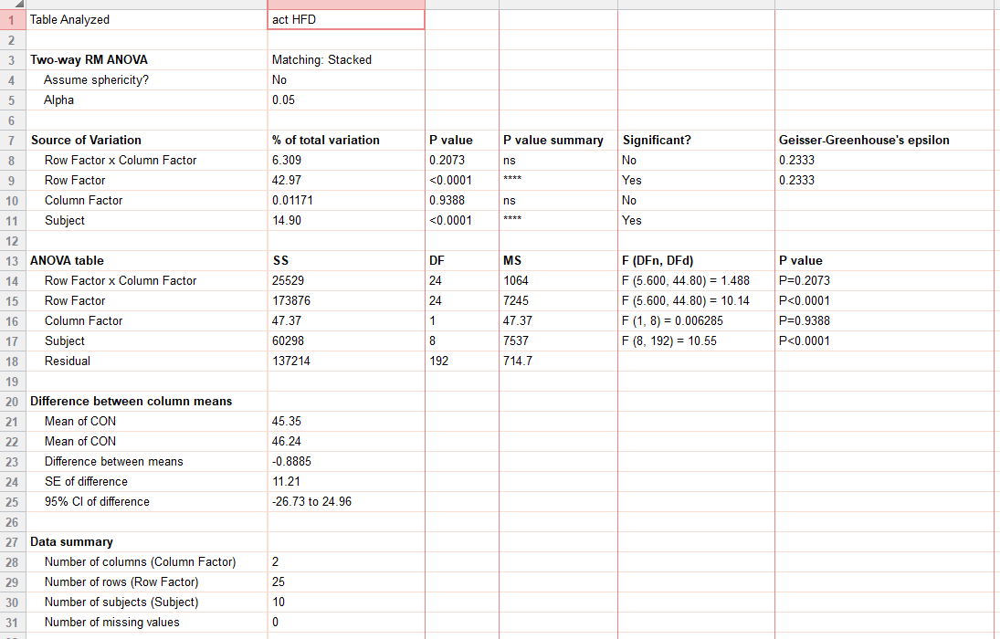 1 Table Analyzed act HFD
2
3 Two-way RM ANOVA Matching: Stacked
4 Assume sphericity? No
5 Alpha 0.05
6
7 Source of Variation % of total variation P value P value summary Significant? Geisser-Greenhouse's epsilon
8 Row Factor x Column Factor 6.309 0.2073 ns No 0.2333
9 Row Factor 42.97 <0.0001 **** Yes 0.2333
10 Column Factor 0.01171 0.9388 ns No
11 Subject 14.90 <0.0001 **** Yes
12
13 ANOVA table SS DF MS F (DFn, DFd) P value
14 Row Factor x Column Factor 25529 24 1064 F (5.600, 44.80) = 1.488 P=0.2073
15 Row Factor 173876 24 7245 F (5.600, 44.80) = 10.14 P<0.0001
16 Column Factor 47.37 1 47.37 F (1, 8) = 0.006285 P=0.9388
17 Subject 60298 8 7537 F (8, 192) = 10.55 P<0.0001
18 Residual 137214 192 714.7
19
20 Difference between column means
21 Mean of CON 45.35
22 Mean of CON 46.24
23 Difference between means -0.8885
24 SE of difference 11.21
25 95% CI of difference -26.73 to 24.96
26
27 Data summary
28 Number of columns (Column Factor) 2
29 Number of rows (Row Factor) 25
30 Number of subjects (Subject) 10
31 Number of missing values 0